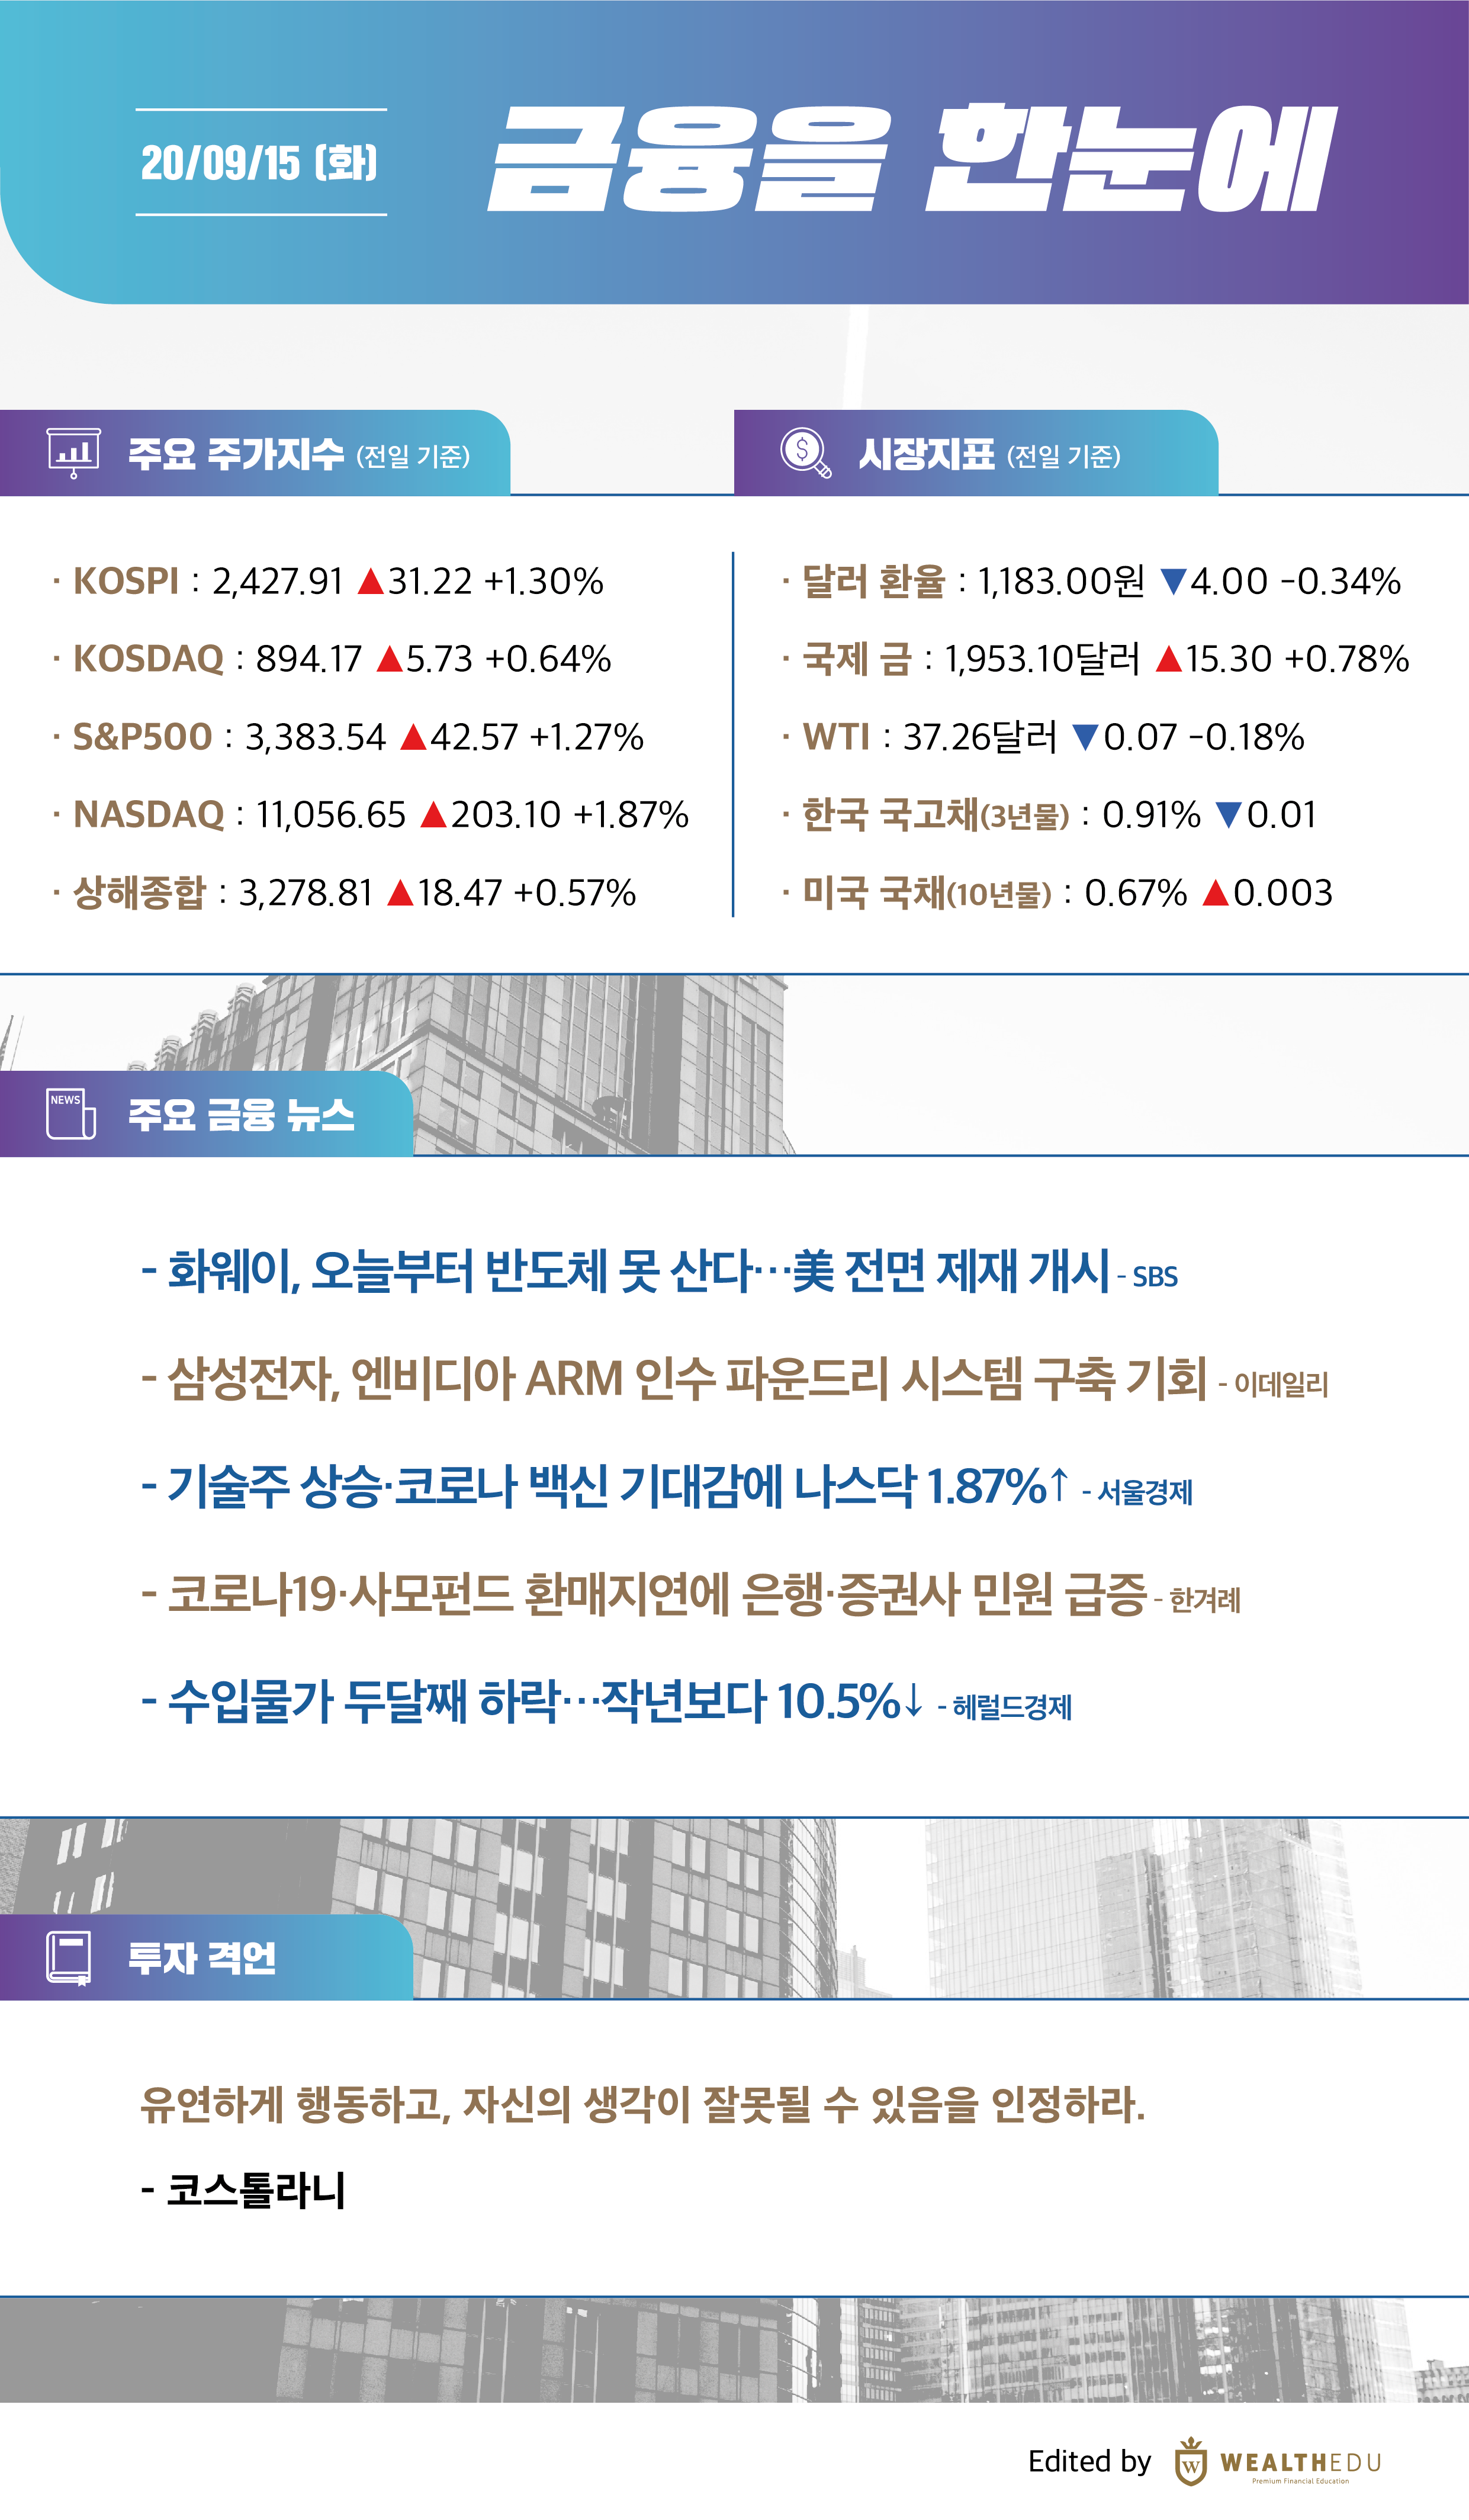 20/09/15 (화)
금융을 한눈에
주요 주가지수 (전일 기준)
· KOSPI : 2,427.91 ▲31.22 +1.30%
· KOSDAQ : 894.17 ▲5.73 +0.64%
· S&P500 : 3,383.54 ▲42.57 +1.27%
· NASDAQ : 11,056.65 ▲203.10 +1.87%
· 상해종합 : 3,278.81 ▲18.47 +0.57%
시장지표 (전일 기준)
· 달러 환율 : 1,183.00원 ▼4.00 -0.34%
· 국제 금 : 1,953.10달러 ▲15.30 +0.78%
· WTI : 37.26달러 ▼0.07 -0.18%
· 한국 국고채(3년물) : 0.91% ▼0.01
· 미국 국채(10년물) : 0.67% ▲0.003
NEWS
주요 금융 뉴스
- 화웨이, 오늘부터 반도체 못 산다…美 전면 제재 개시 - SBS
- 삼성전자, 엔비디아 ARM 인수 파운드리 시스템 구축 기회 - 이데일리
- 기술주 상승·코로나 백신 기대감에 나스닥 1.87%↑ - 서울경제
- 코로나19·사모펀드 환매지연에 은행·증권사 민원 급증 - 한겨레
- 수입물가 두달째 하락…작년보다 10.5%↓ - 헤럴드경제
투자 격언
유연하게 행동하고, 자신의 생각이 잘못될 수 있음을 인정하라.
- 코스톨라니
Edited by
W
WEALTHEDU
Premium Financial Education